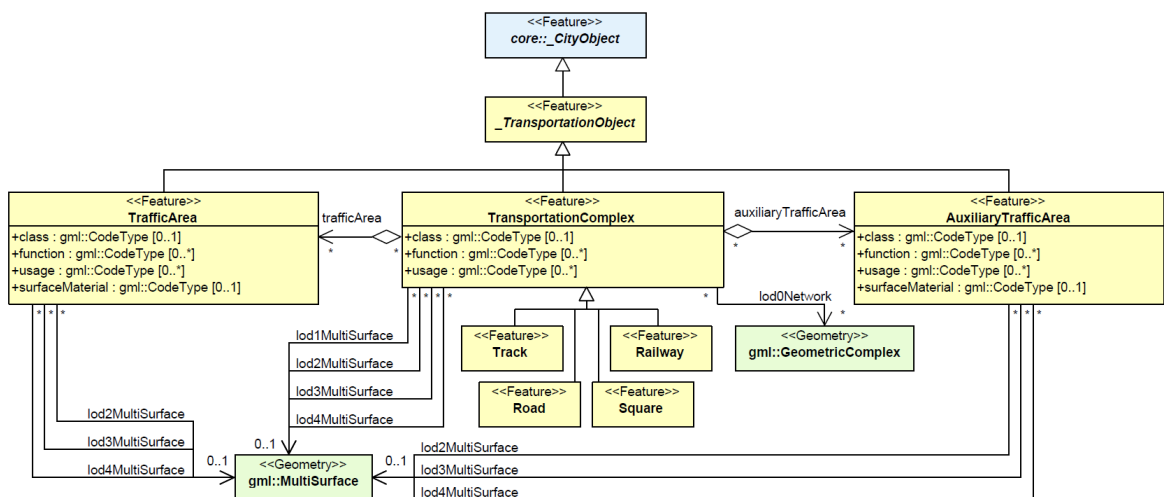 <<Feature>>
core::_CityObject
<<Feature>>
_TransportationObject
<<Feature>>
TrafficArea
+class : gml::CodeType [0..1]
+function : gml::CodeType [0..*]
+usage : gml::CodeType [0..*]
+surfaceMaterial : gml::CodeType [0..1]
trafficArea
*
*
<<Feature>>
TransportationComplex
+class : gml::CodeType [0..1]
+function : gml::CodeType [0..*]
+usage : gml::CodeType [0..*]
auxiliaryTrafficArea
*
*
<<Feature>>
AuxiliaryTrafficArea
+class : gml::CodeType [0..1]
+function : gml::CodeType [0..*]
+usage : gml::CodeType [0..*]
+surfaceMaterial : gml::CodeType [0..1]
* * *
* * * *
*
* * *
lod0Network
*
lod1MultiSurface
lod2MultiSurface
lod3MultiSurface
lod4MultiSurface
<<Feature>>
Track
<<Feature>>
Railway
<<Geometry>>
gml::GeometricComplex
<<Feature>>
Road
<<Feature>>
Square
lod2MultiSurface
lod3MultiSurface
lod4MultiSurface
0..1
0..1
<<Geometry>>
gml::MultiSurface
0..1
lod2MultiSurface
lod3MultiSurface
lod4MultiSurface